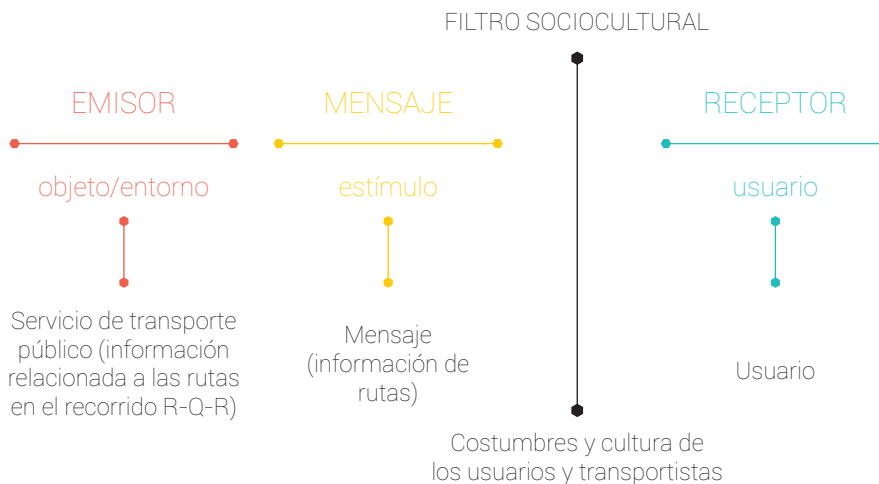 FILTRO SOCIOCULTURAL
EMISOR
MENSAJE
RECEPTOR
objeto/entorno
estímulo
usuario
Servicio de transporte
público (información
relacionada a las rutas
en el recorrido R-Q-R)
Mensaje
(información de
rutas)
Usuario
Costumbres y cultura de
los usuarios y transportistas